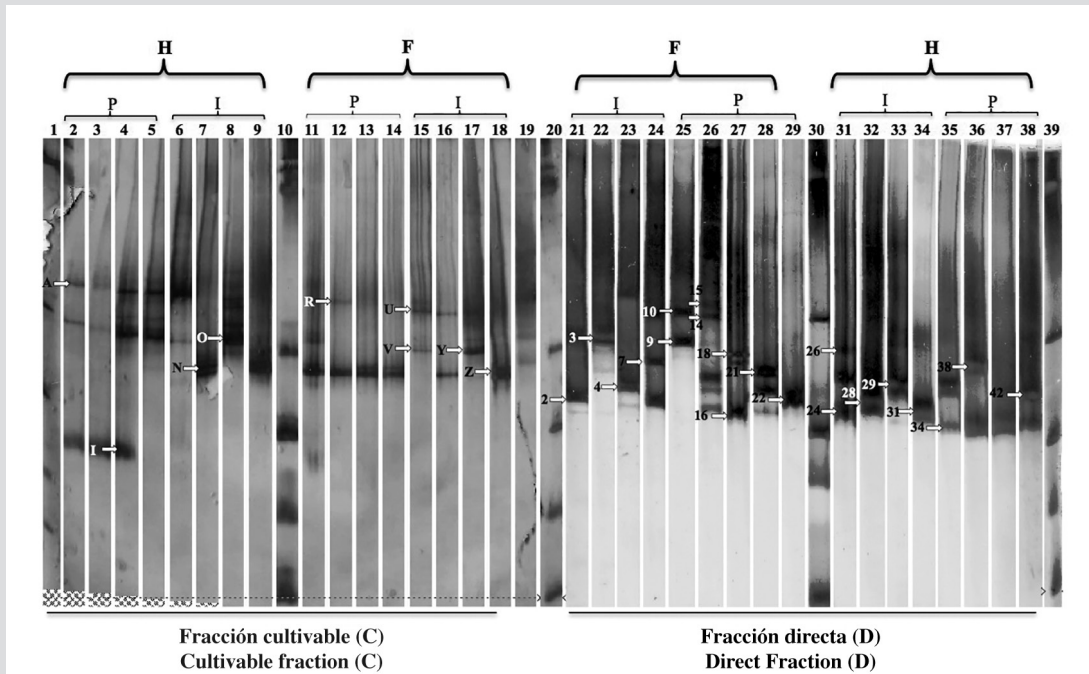 H F F H
P I P I I P I P
1 2 3 4 5 6 7 8 9 10 11 12 13 14 15 16 17 18 19 20 21 22 23 24 25 26 27 28 29 30 31 32 33 34 35 36 37 38 39
A
R
15
U
10
14
O
3
9
V
Y
18
26
7
N
Z
21
38
4
29
2
22
28
42
16
24
31
34
I
Fracción cultivable (C)
Cultivable fraction (C)
Fracción directa (D)
Direct Fraction (D)